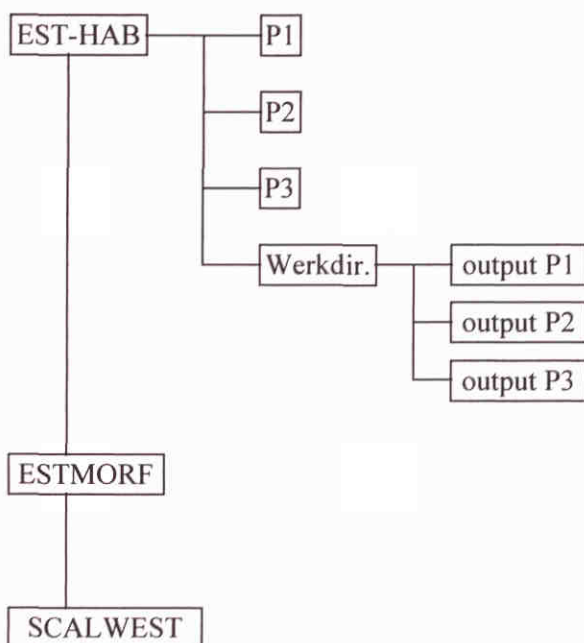 EST-HAB
P1
P2
P3
Werkdir.
output P1
output P2
output P3
ESTMORF
SCALWEST